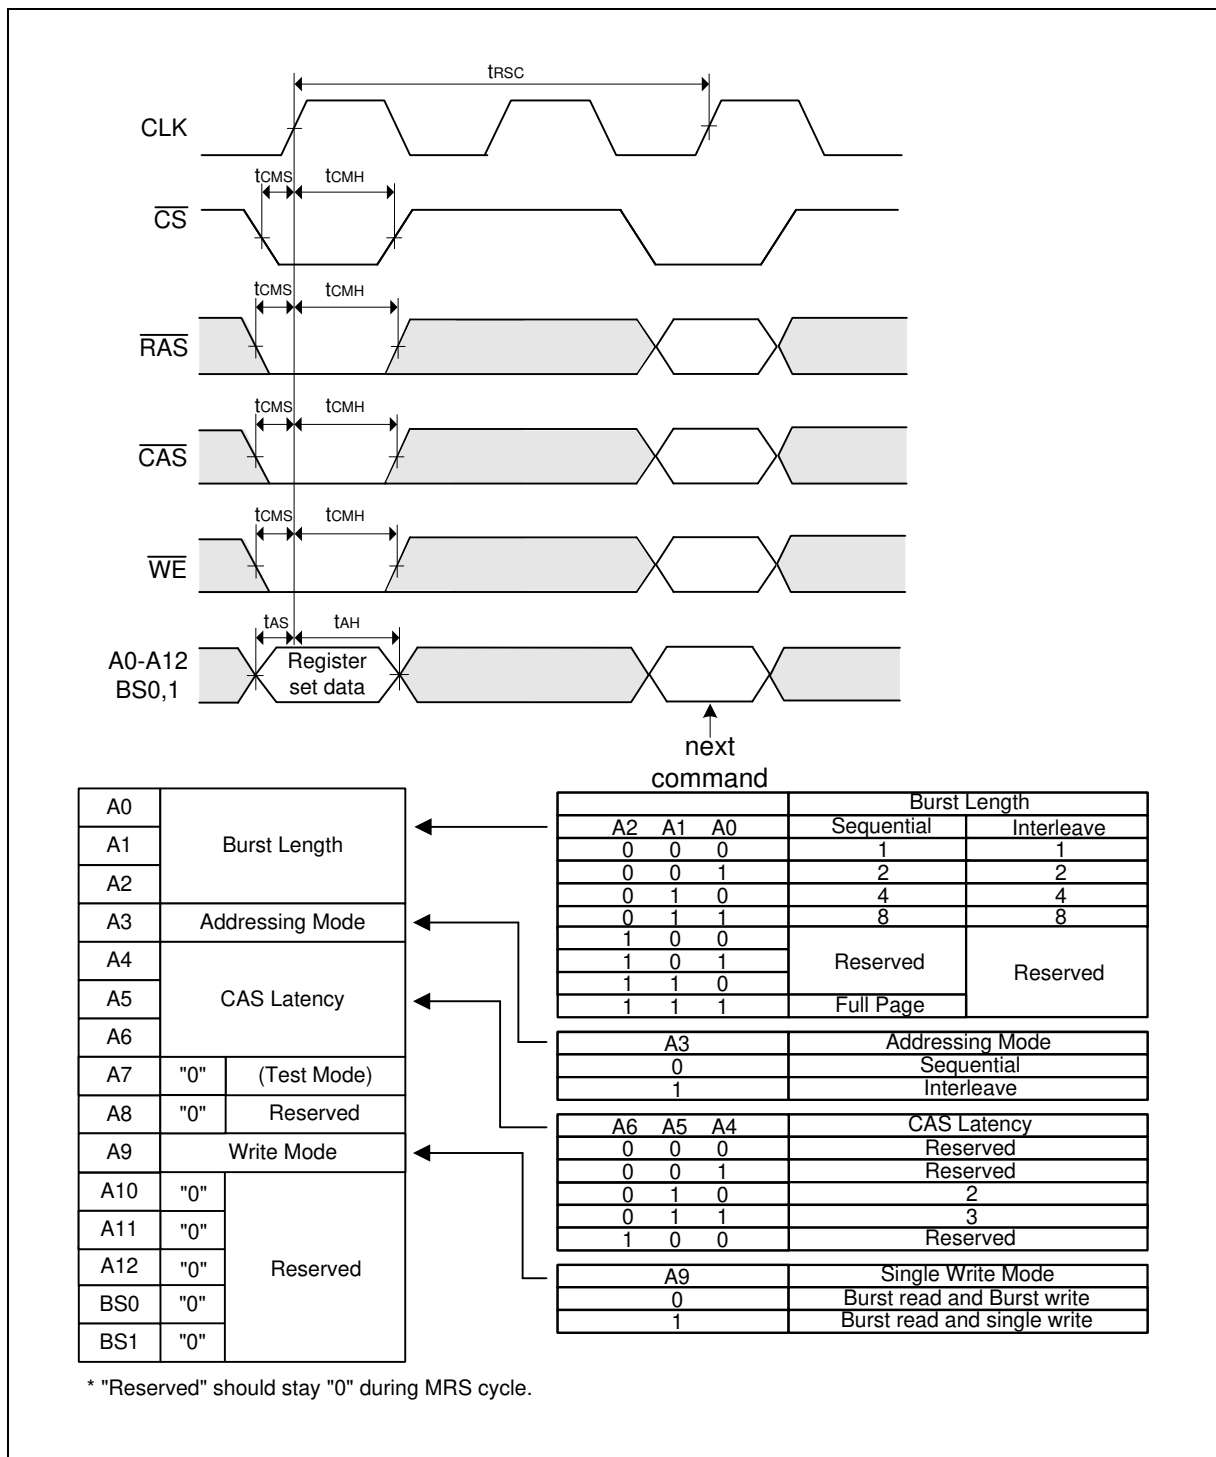 tRSC
CLK
tCMS tCMH
CS
tCMS tCMH
RAS
tCMS tCMH
CAS
tCMS tCMH
WE
tAS tAH
A0-A12
BS0,1
Register
set data
next
command
A0
A1
A2
Burst Length
A3 Addressing Mode
A4
A5
A6
CAS Latency
A7 "0" (Test Mode)
A8 "0" Reserved
A9 Write Mode
A10 "0"
A11 "0"
A12 "0"
BS0 "0"
BS1 "0"
Reserved
Burst Length
A2 A1 A0 Sequential Interleave
0 0 0 1 1
0 0 1 2 2
0 1 0 4 4
0 1 1 8 8
1 0 0
1 0 1 Reserved
1 1 0
Reserved
1 1 1 Full Page
A3 Addressing Mode
0 Sequential
1 Interleave
A6 A5 A4 CAS Latency
0 0 0 Reserved
0 0 1 Reserved
0 1 0 2
0 1 1 3
1 0 0 Reserved
A9 Single Write Mode
0 Burst read and Burst write
1 Burst read and single write
* "Reserved" should stay "0" during MRS cycle.